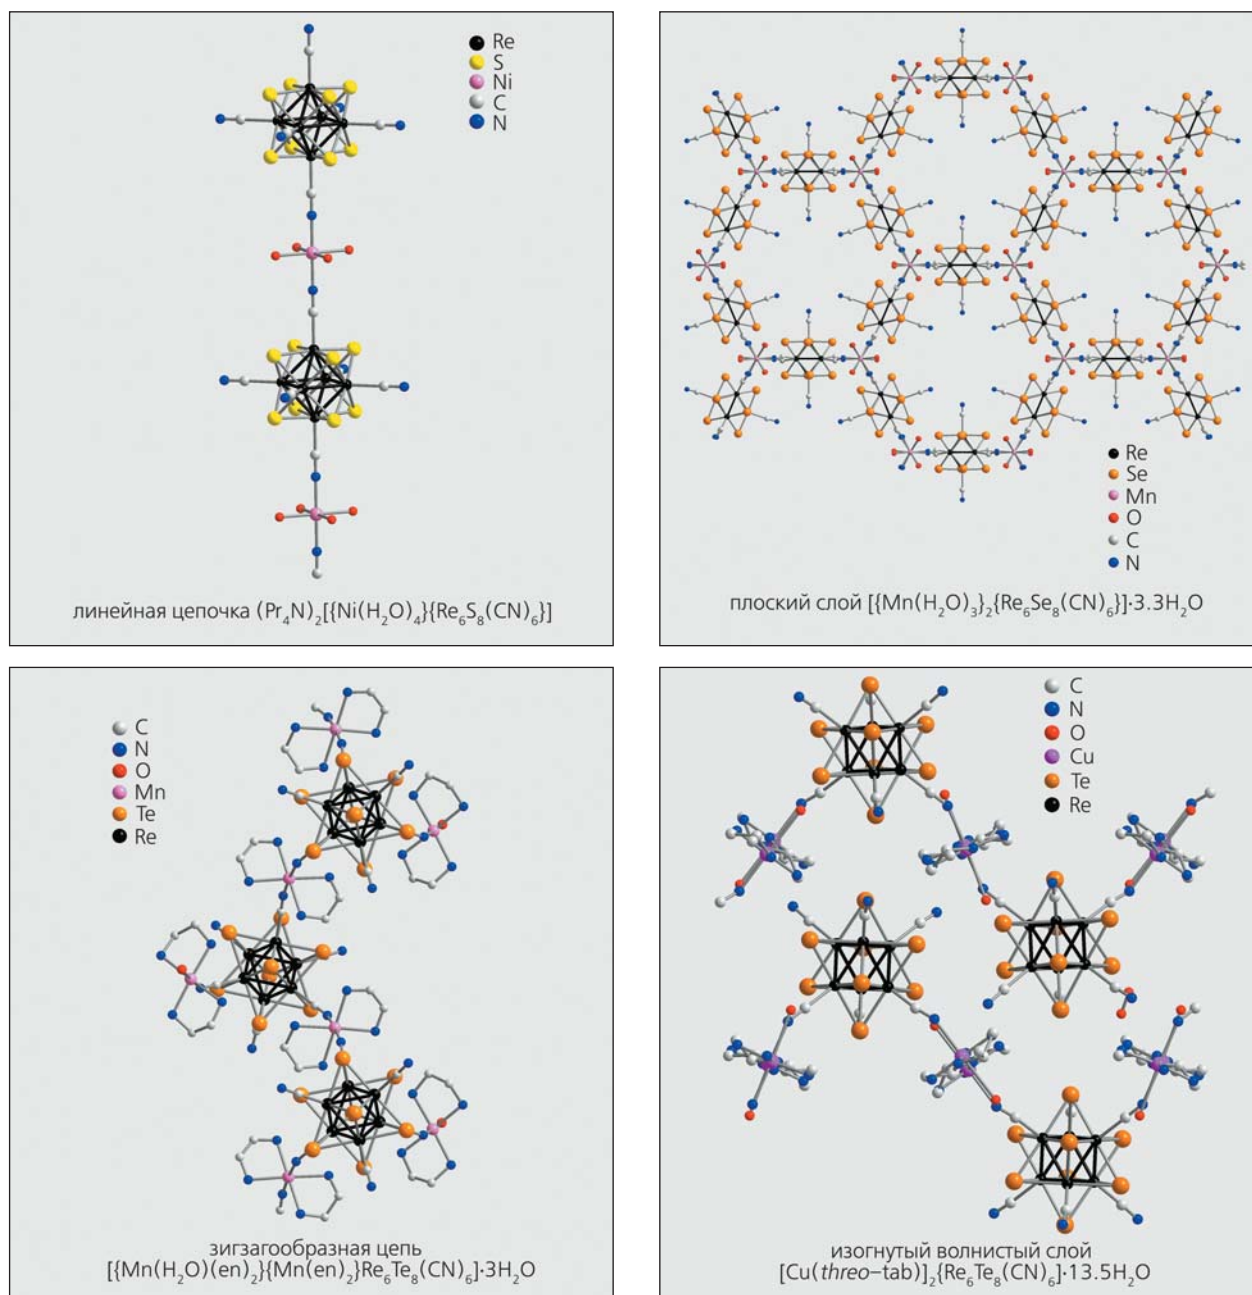 Re
S
Ni
C
N
линейная цепочка (Pr₄N)₂[{Ni(H₂O)₄}{Re₆S₈(CN)₆}]
Re
Se
Mn
O
C
N
плоский слой [{Mn(H₂O)₃}₂{Re₆Se₈(CN)₆}]·3.3H₂O
C
N
O
Mn
Te
Re
зигзагообразная цепь
[{Mn(H₂O)(en)₂}{Mn(en)₂}Re₆Te₈(CN)₆]·3H₂O
C
N
O
Cu
Te
Re
изогнутый волнистый слой
[Cu(threo–tab)]₂{Re₆Te₈(CN)₆]·13.5H₂O